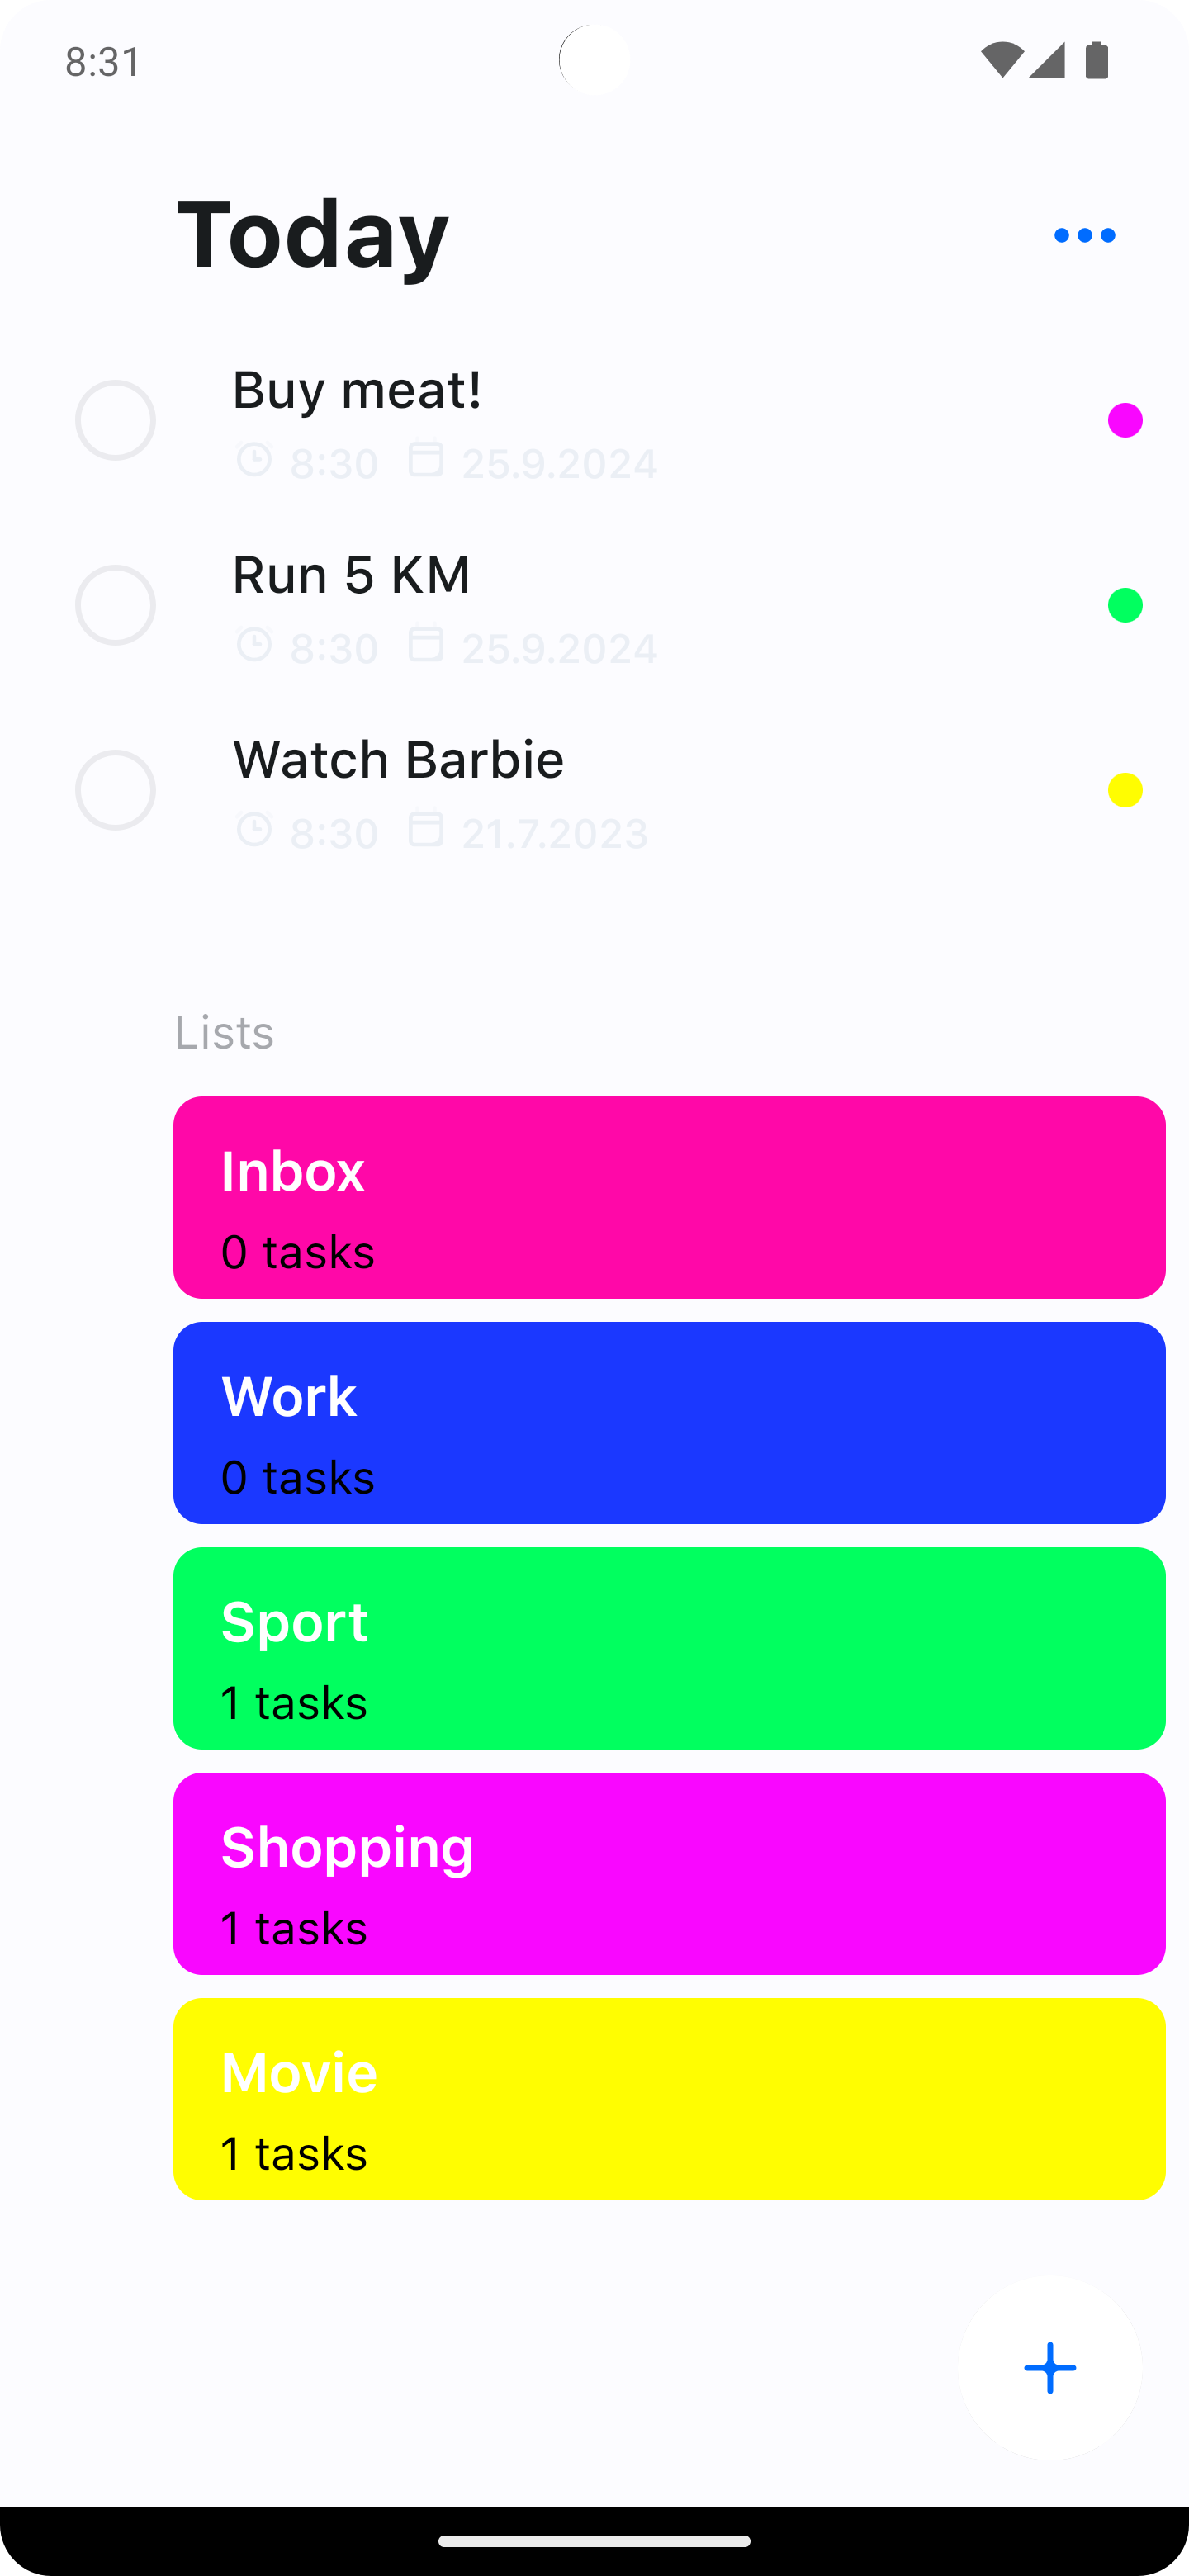 8:31
Today
Buy meat!
8:30 25.9.2024
Run 5 KM
8:30 25.9.2024
Watch Barbie
8:30 21.7.2023
Lists
Inbox
0 tasks
Work
0 tasks
Sport
1 tasks
Shopping
1 tasks
Movie
1 tasks